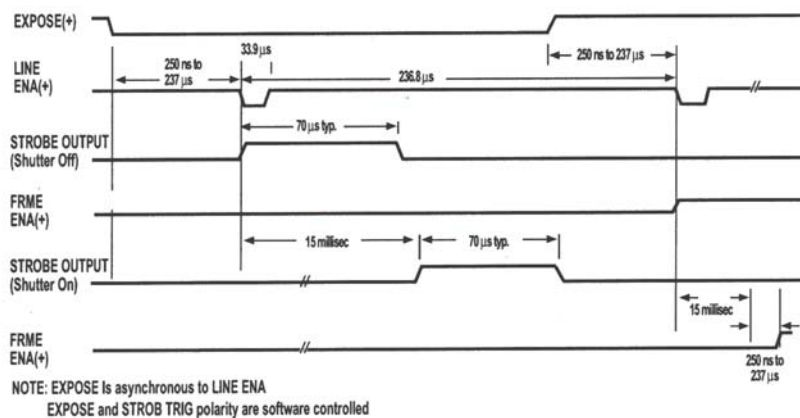 EXPOSE(+)
33.9 µs
250 ns to
237 µs
250 ns to 237 µs
LINE
ENA(+)
236.8 µs
70 µs typ.
STROBE OUTPUT
(Shutter Off)
FRME
ENA(+)
15 millisec
70 µs typ.
STROBE OUTPUT
(Shutter On)
15 millisec
FRME
ENA(+)
250 ns to
237 µs
NOTE: EXPOSE Is asynchronous to LINE ENA
EXPOSE and STROB TRIG polarity are software controlled